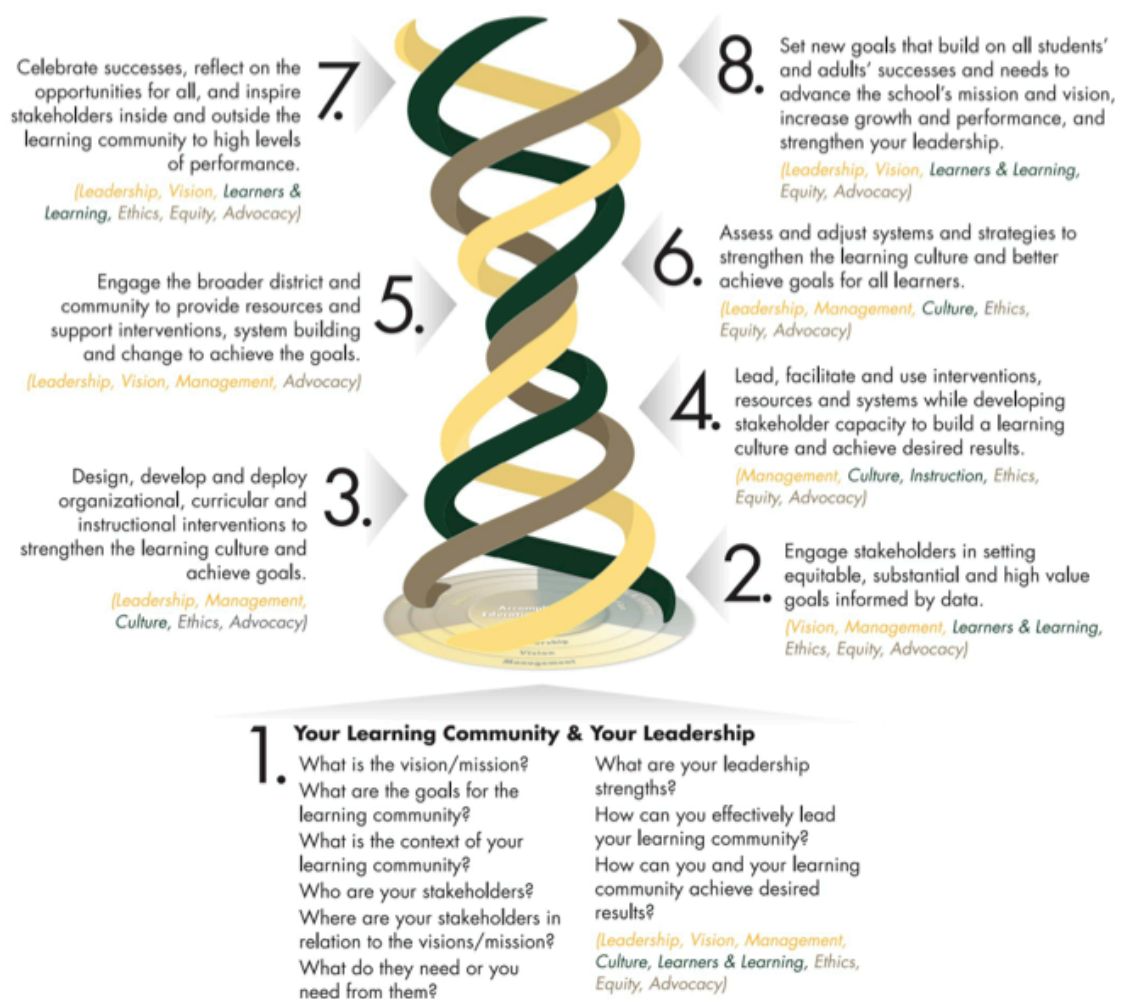 7.
Celebrate successes, reflect on the
opportunities for all, and inspire
stakeholders inside and outside the
learning community to high levels
of performance.
(Leadership, Vision, Learners &
Learning, Ethics, Equity, Advocacy)
8.
Set new goals that build on all students'
and adults' successes and needs to
advance the school's mission and vision,
increase growth and performance, and
strengthen your leadership.
(Leadership, Vision, Learners & Learning,
Equity, Advocacy)
5.
Engage the broader district and
community to provide resources and
support interventions, system building
and change to achieve the goals.
(Leadership, Vision, Management, Advocacy)
6.
Assess and adjust systems and strategies to
strengthen the learning culture and better
achieve goals for all learners.
(Leadership, Management, Culture, Ethics,
Equity, Advocacy)
3.
Design, develop and deploy
organizational, curricular and
instructional interventions to
strengthen the learning culture and
achieve goals.
(Leadership, Management,
Culture, Ethics, Advocacy)
4.
Lead, facilitate and use interventions,
resources and systems while developing
stakeholder capacity to build a learning
culture and achieve desired results.
(Management, Culture, Instruction, Ethics,
Equity, Advocacy)
2.
Engage stakeholders in setting
equitable, substantial and high value
goals informed by data.
(Vision, Management, Learners & Learning,
Ethics, Equity, Advocacy)
Vision
Management
1.
Your Learning Community & Your Leadership
What is the vision/mission?
What are the goals for the
learning community?
What is the context of your
learning community?
Who are your stakeholders?
Where are your stakeholders in
relation to the visions/mission?
What do they need or you
need from them?
What are your leadership
strengths?
How can you effectively lead
your learning community?
How can you and your learning
community achieve desired
results?
(Leadership, Vision, Management,
Culture, Learners & Learning, Ethics,
Equity, Advocacy)